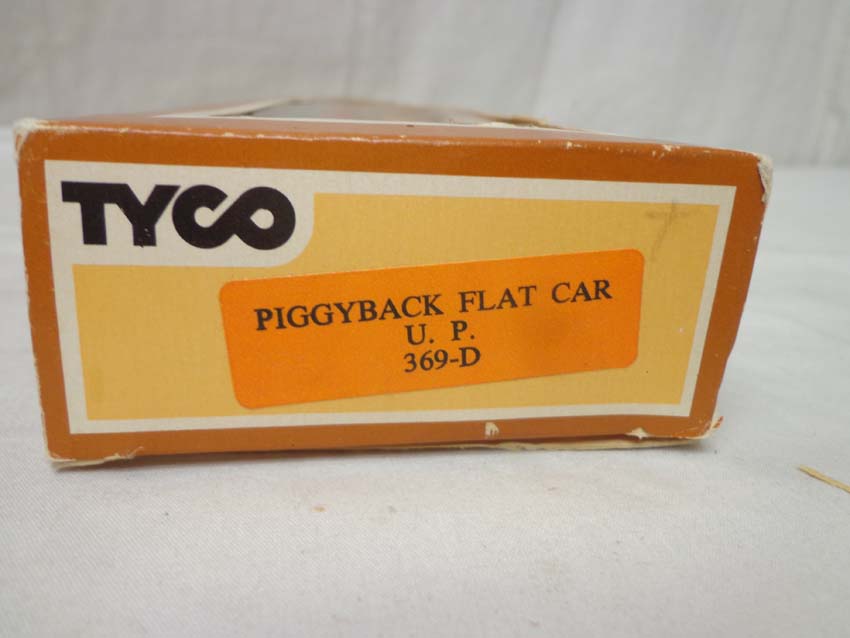 TYCO
PIGGYBACK FLAT CAR
U. P.
369-D